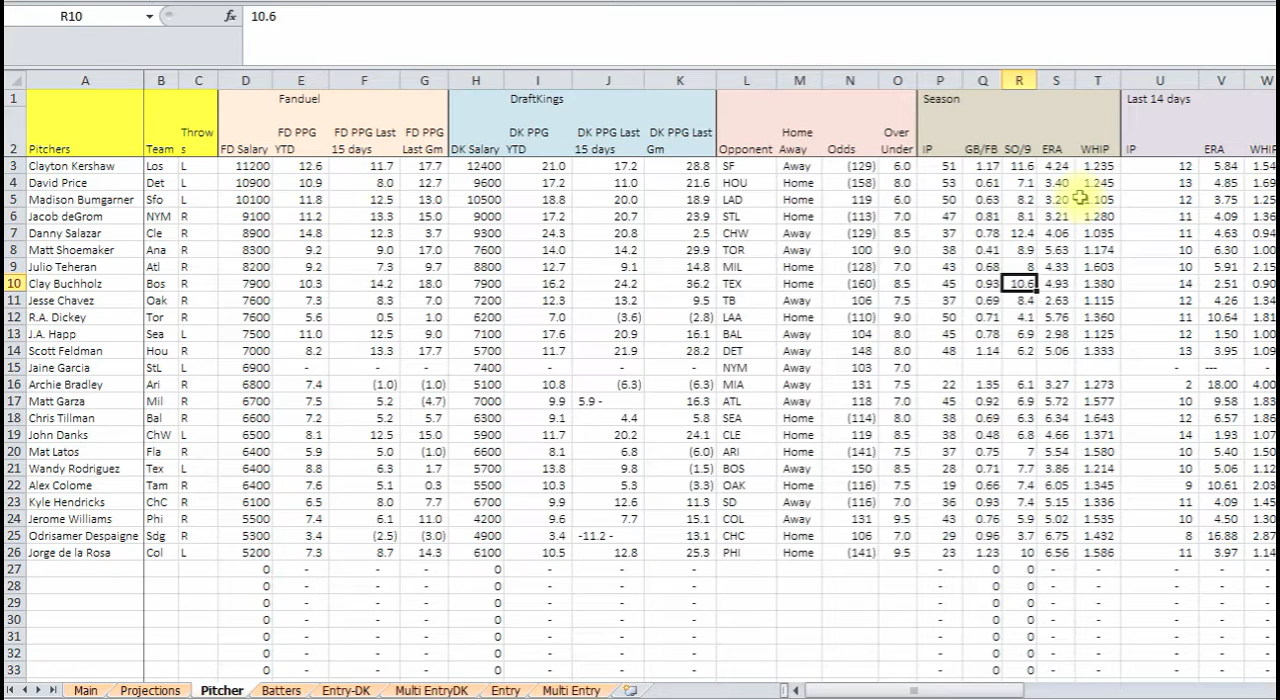 R10 fx 10.6
A B C D E F G H I J K L M N O P Q R S T U V W
1 Fanduel DraftKings Season Last 14 days
Throw FD PPG FD PPG Last FD PPG DK PPG DK PPG Last DK PPG Last Home Over
2 Pitchers Team s FD Salary YTD 15 days Last Gm DK Salary YTD 15 days Gm Opponent Away Odds Under IP GB/FB SO/9 ERA WHIP IP ERA WHIP
3 Clayton Kershaw Los L 11200 12.6 11.7 17.7 12400 21.0 17.2 28.8 SF Away (129) 6.0 51 1.17 11.6 4.24 1.235 12 5.84 1.54
4 David Price Det L 10900 10.9 8.0 12.7 9600 17.2 11.0 21.6 HOU Home (158) 8.0 53 0.61 7.1 3.40 1.245 13 4.85 1.69
5 Madison Bumgarner Sfo L 10100 11.8 12.5 13.0 10500 18.8 20.0 18.9 LAD Home 119 6.0 50 0.63 8.2 3.20 1.105 12 3.75 1.25
6 Jacob deGrom NYM R 9100 11.2 13.3 15.0 9000 17.2 20.7 23.9 STL Home (113) 7.0 47 0.81 8.1 3.21 1.280 11 4.09 1.36
7 Danny Salazar Cle R 8900 14.8 12.3 3.7 9300 24.3 20.8 2.5 CHW Away (129) 8.5 37 0.78 12.4 4.06 1.035 11 4.63 0.94
8 Matt Shoemaker Ana R 8300 9.2 9.0 17.0 7600 14.0 14.2 29.9 TOR Away 100 9.0 38 0.41 8.9 5.63 1.174 10 6.30 1.00
9 Julio Teheran Atl R 8200 9.2 7.3 9.7 8800 12.7 9.1 14.8 MIL Home (128) 7.0 43 0.68 8 4.33 1.603 10 5.91 2.15
10 Clay Buchholz Bos R 7900 10.3 14.2 18.0 7900 16.2 24.2 36.2 TEX Home (160) 8.5 45 0.93 10.6 4.93 1.380 14 2.51 0.90
11 Jesse Chavez Oak R 7600 7.3 8.3 7.0 7200 12.3 13.2 9.5 TB Away 106 7.5 37 0.69 8.4 2.63 1.115 12 4.26 1.34
12 R.A. Dickey Tor R 7600 5.6 0.5 1.0 6200 7.0 (3.6) (2.8) LAA Home (110) 9.0 50 0.71 4.1 5.76 1.360 11 10.64 1.81
13 J.A. Happ Sea L 7500 11.0 12.5 9.0 7100 17.6 20.9 16.1 BAL Away 104 8.0 45 0.78 6.9 2.98 1.125 12 1.50 1.00
14 Scott Feldman Hou R 7000 8.2 13.3 17.7 5700 11.7 21.9 28.2 DET Away 148 8.0 48 1.14 6.2 5.06 1.333 13 3.95 1.09
15 Jaine Garcia StL L 6900 - - - 7400 - - - NYM Away 103 7.0 - --- -
16 Archie Bradley Ari R 6800 7.4 (1.0) (1.0) 5100 10.8 (6.3) (6.3) MIA Away 131 7.5 22 1.35 6.1 3.27 1.273 2 18.00 4.00
17 Matt Garza Mil R 6700 7.5 5.2 (4.7) 7000 9.9 5.9 - 16.3 ATL Away 118 7.0 45 0.92 6.9 5.72 1.577 10 9.58 1.83
18 Chris Tillman Bal R 6600 7.2 5.2 5.7 6300 9.1 4.4 5.8 SEA Home (114) 8.0 38 0.69 6.3 6.34 1.643 12 6.57 1.86
19 John Danks ChW L 6500 8.1 12.5 15.0 5900 11.7 20.2 24.1 CLE Home 119 8.5 38 0.48 6.8 4.66 1.371 14 1.93 1.07
20 Mat Latos Fla R 6400 5.9 5.0 (1.0) 6600 8.1 6.8 (6.0) ARI Home (141) 7.5 37 0.75 7 5.54 1.580 10 5.40 1.50
21 Wandy Rodriguez Tex L 6400 8.8 6.3 1.7 5700 13.8 9.8 (1.5) BOS Away 150 8.5 28 0.71 7.7 3.86 1.214 10 5.06 1.12
22 Alex Colome Tam R 6400 7.6 5.1 0.3 5700 10.3 5.3 (3.3) OAK Home (116) 7.5 19 0.66 7.4 6.05 1.345 9 10.61 2.03
23 Kyle Hendricks ChC R 6100 6.5 8.0 7.7 6700 9.9 12.6 11.3 SD Away (116) 7.0 36 0.93 7.4 5.15 1.336 11 4.09 1.45
24 Jerome Williams Phi R 5500 7.4 6.1 11.0 4200 9.6 7.7 15.1 COL Away 131 9.5 43 0.76 5.9 5.02 1.535 10 4.50 1.30
25 Odrisamer Despaigne Sdg R 5300 3.4 (2.5) (3.0) 4900 3.4 -11.2 - 13.1 CHC Home 106 7.0 29 0.96 3.7 6.75 1.432 8 16.88 2.87
26 Jorge de la Rosa Col L 5200 7.3 8.7 14.3 6100 10.5 12.8 25.3 PHI Home (141) 9.5 23 1.23 10 6.56 1.586 11 3.97 1.14
27 0 - - - 0 - - - - 0 0 - - - - -
28 0 - - - 0 - - - - 0 0 - - - - -
29 0 - - - 0 - - - - 0 0 - - - - -
30 0 - - - 0 - - - - 0 0 - - - - -
31 0 - - - 0 - - - - 0 0 - - - - -
32 0 - - - 0 - - - - 0 0 - - - - -
33 0 - - - 0 - - - - 0 0 - - - - -
Main Projections Pitcher Batters Entry-DK Multi EntryDK Entry Multi Entry